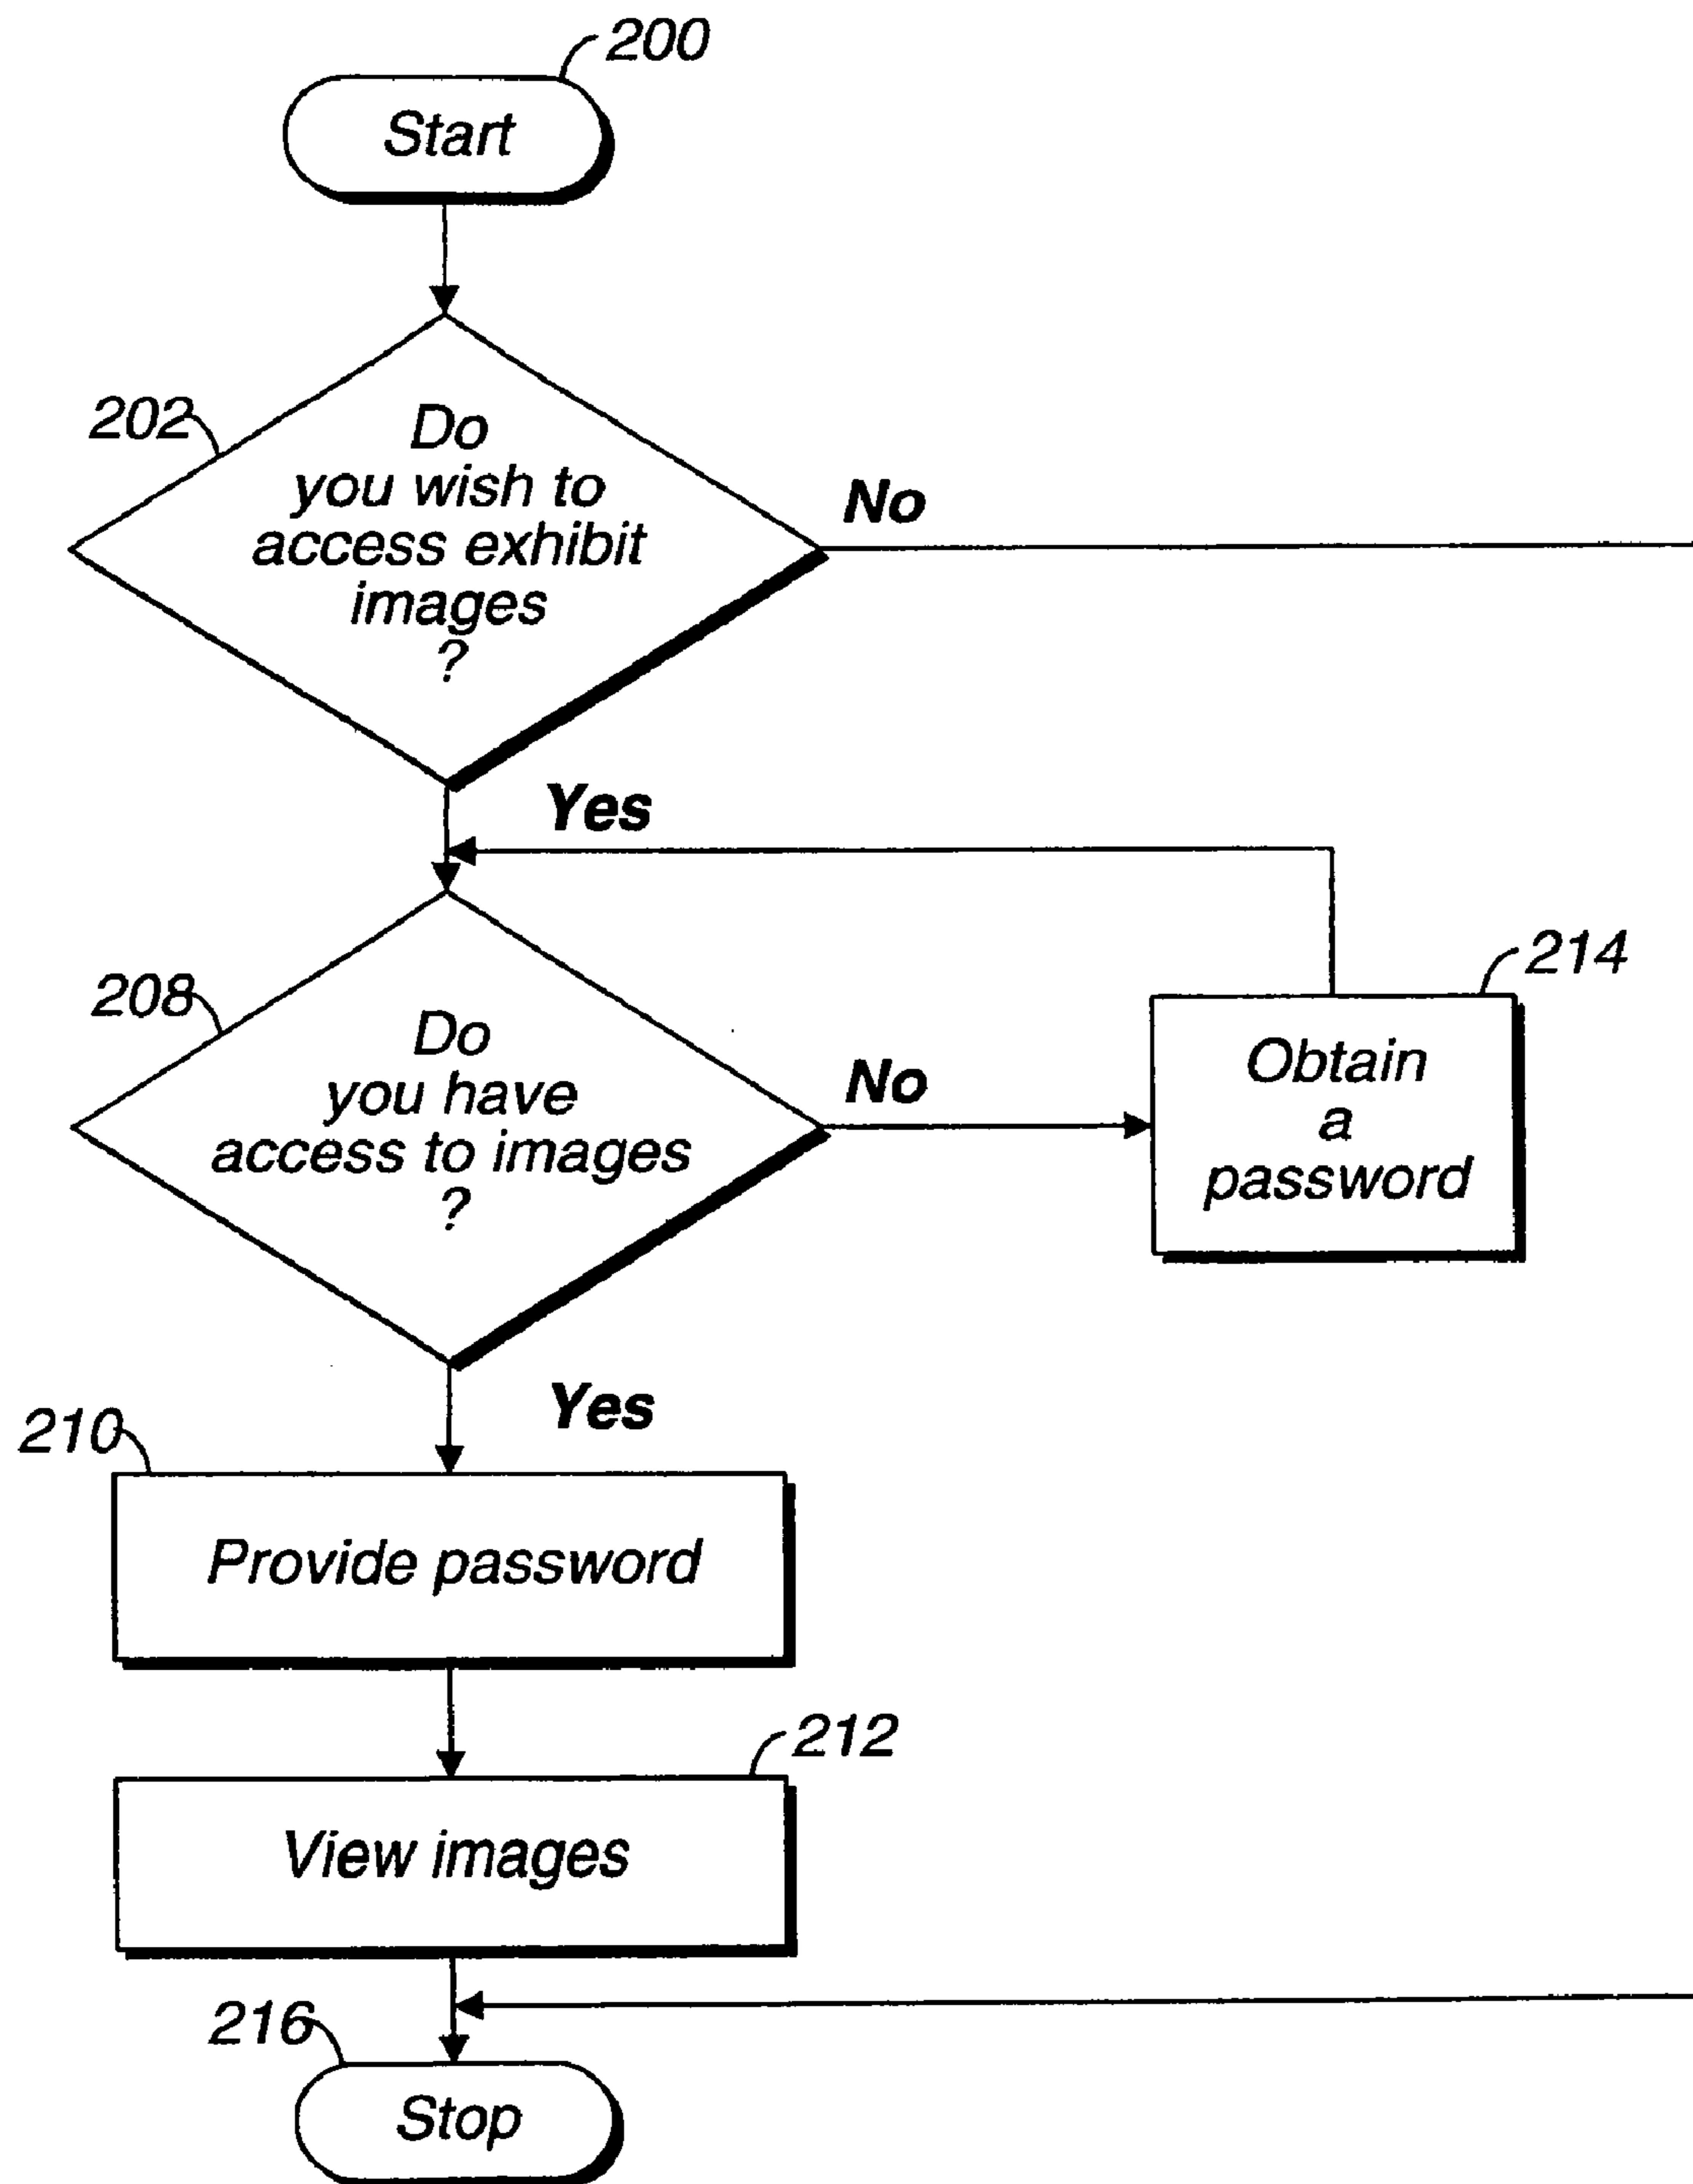 200
Start
202
Do
you wish to
access exhibit
images
?
No
Yes
208
Do
you have
access to images
?
No
214
Obtain
a
password
Yes
210
Provide password
212
View images
216
Stop